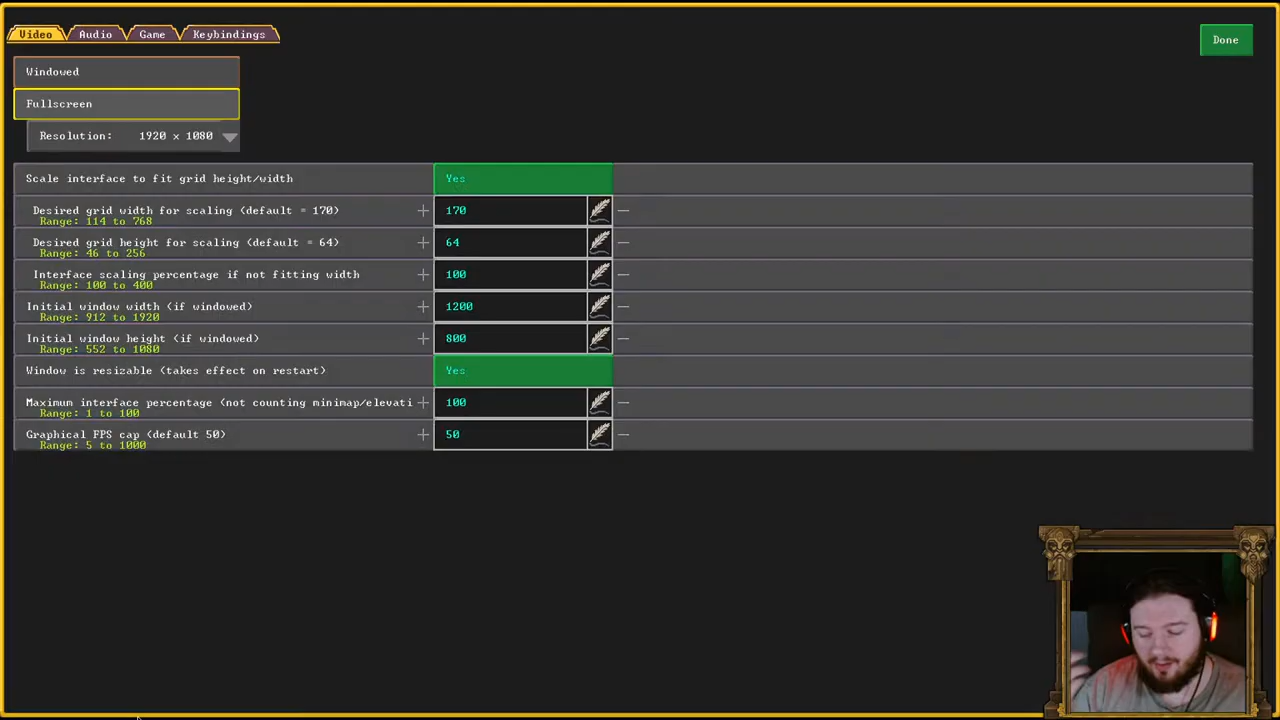 Video Audio Game Keybindings
Done
Windowed
Fullscreen
Resolution: 1920 x 1080
Scale interface to fit grid height/width Yes
Desired grid width for scaling (default = 170) + 170 —
Range: 114 to 768
Desired grid height for scaling (default = 64) + 64 —
Range: 46 to 256
Interface scaling percentage if not fitting width + 100 —
Range: 100 to 400
Initial window width (if windowed) + 1200 —
Range: 912 to 1920
Initial window height (if windowed) + 800 —
Range: 552 to 1080
Window is resizable (takes effect on restart) Yes
Maximum interface percentage (not counting minimap/elevati + 100 —
Range: 1 to 100
Graphical FPS cap (default 50) + 50 —
Range: 5 to 1000